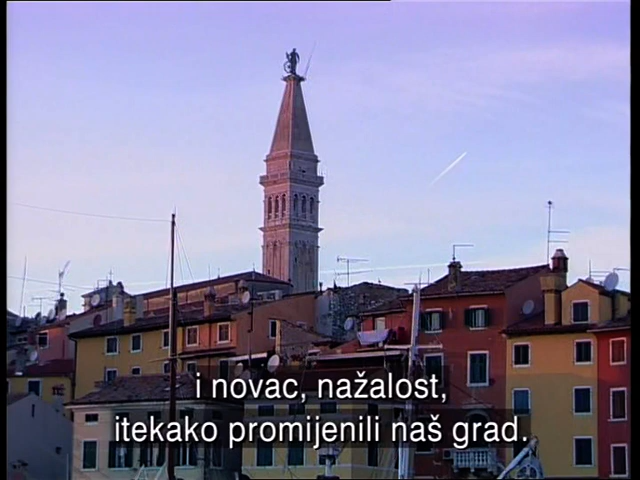 i novac, nažalost,
itekako promijenili naš grad.